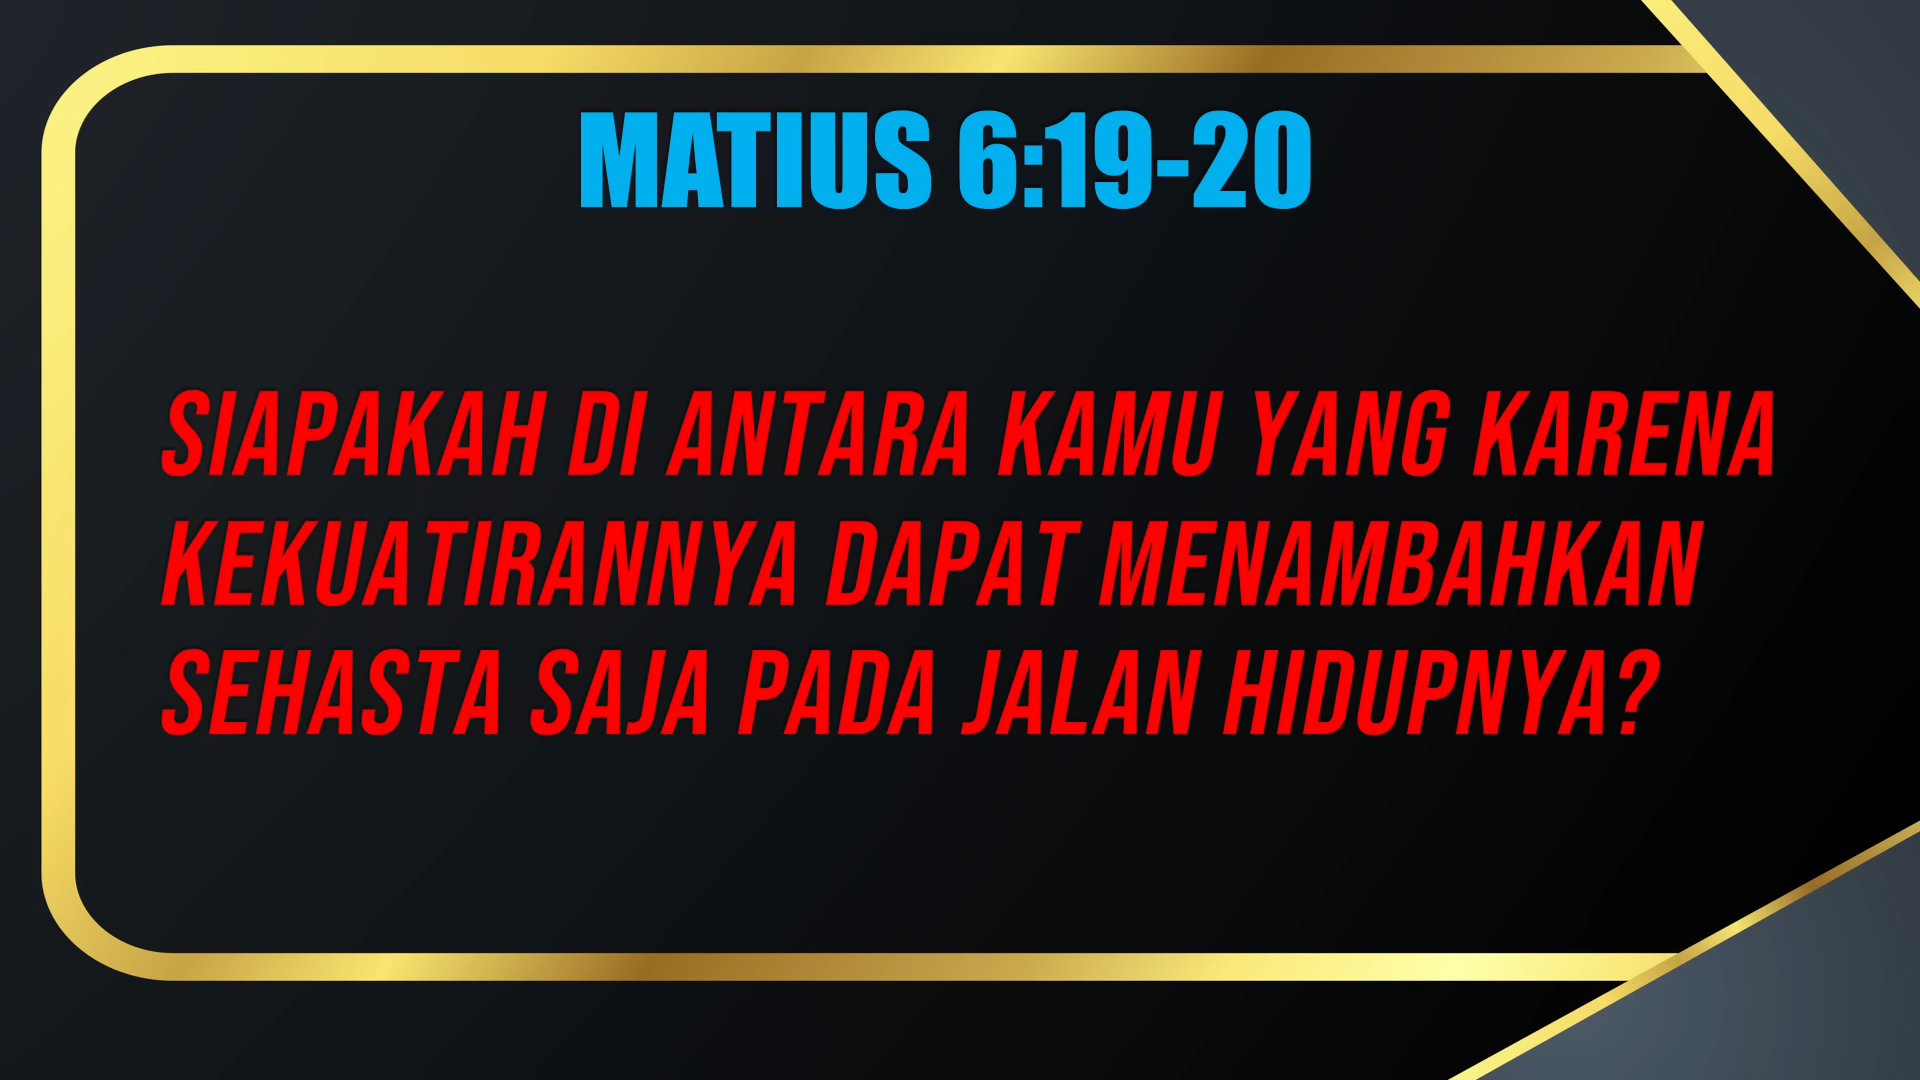 MATIUS 6:19-20
SIAPAKAH DI ANTARA KAMU YANG KARENA
KEKUATIRANNYA DAPAT MENAMBAHKAN
SEHASTA SAJA PADA JALAN HIDUPNYA?